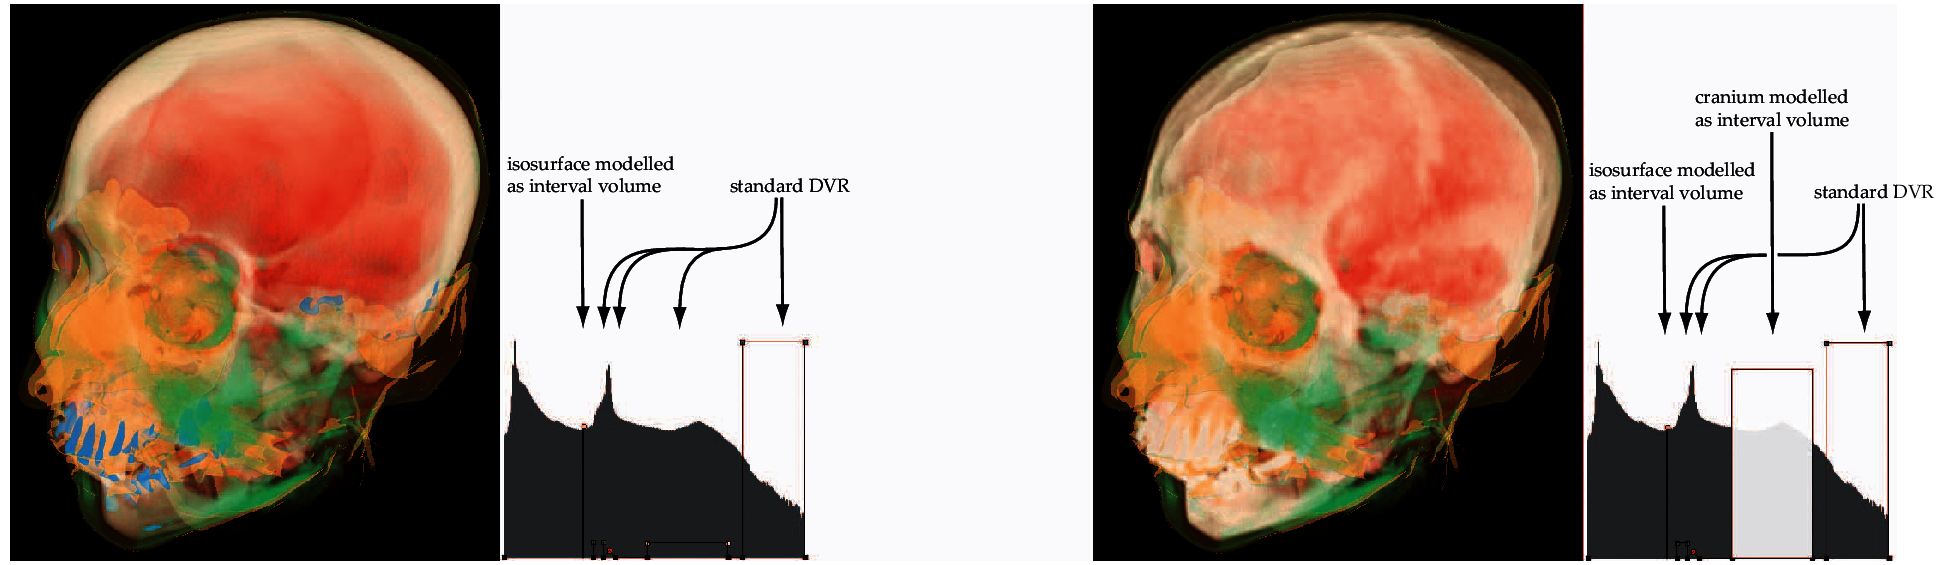 isosurface modelled
as interval volume
standard DVR
cranium modelled
as interval volume
isosurface modelled
as interval volume
standard DVR